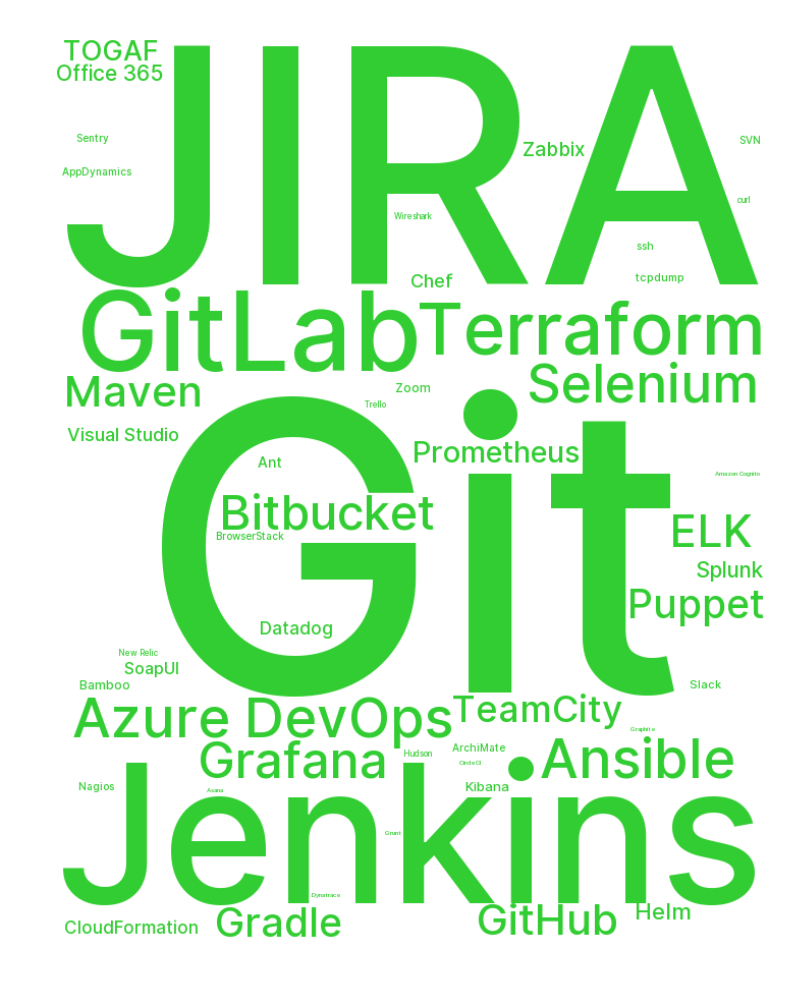 TOGAF
Office 365
JIRA
Sentry
Zabbix
SVN
AppDynamics
curl
Wireshark
ssh
Chef
tcpdump
GitLab
Terraform
Maven
Zoom
Selenium
Trello
Visual Studio
Git
Prometheus
Ant
Amazon Cognito
Bitbucket
ELK
BrowserStack
Splunk
Puppet
Datadog
New Relic
SoapUI
Bamboo
Slack
Azure DevOps
TeamCity
Graphite
Grafana
Hudson
ArchiMate
CircleCI
Ansible
Nagios
Asana
Kibana
Jenkins
Grunt
Dynatrace
CloudFormation
Gradle
GitHub
Helm